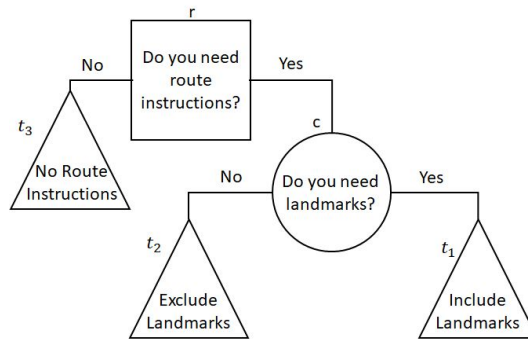 r
Do you need
route
instructions?
No
Yes
t₃
No Route
Instructions
c
Do you need
landmarks?
No
Yes
t₂
Exclude
Landmarks
t₁
Include
Landmarks